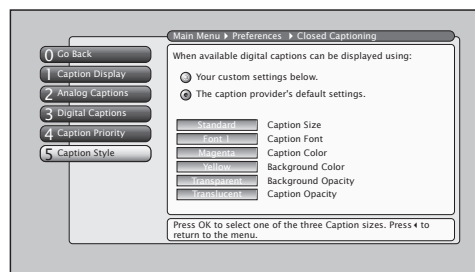 Main Menu ▶ Preferences ▶ Closed Captioning
0 Go Back
1 Caption Display
2 Analog Captions
3 Digital Captions
4 Caption Priority
5 Caption Style
When available digital captions can be displayed using:
Your custom settings below.
The caption provider's default settings.
Standard Caption Size
Font 1 Caption Font
Magenta Caption Color
Yellow Background Color
Transparent Background Opacity
Translucent Caption Opacity
Press OK to select one of the three Caption sizes. Press ◀ to
return to the menu.